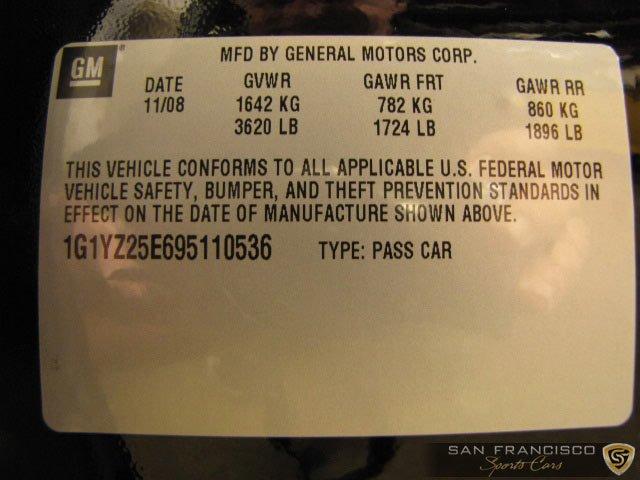 GM
MFD BY GENERAL MOTORS CORP.
DATE GVWR GAWR FRT GAWR RR
11/08 1642 KG 782 KG 860 KG
3620 LB 1724 LB 1896 LB
THIS VEHICLE CONFORMS TO ALL APPLICABLE U.S. FEDERAL MOTOR
VEHICLE SAFETY, BUMPER, AND THEFT PREVENTION STANDARDS IN
EFFECT ON THE DATE OF MANUFACTURE SHOWN ABOVE.
1G1YZ25E695110536 TYPE: PASS CAR
SAN FRANCISCO
Sports Cars